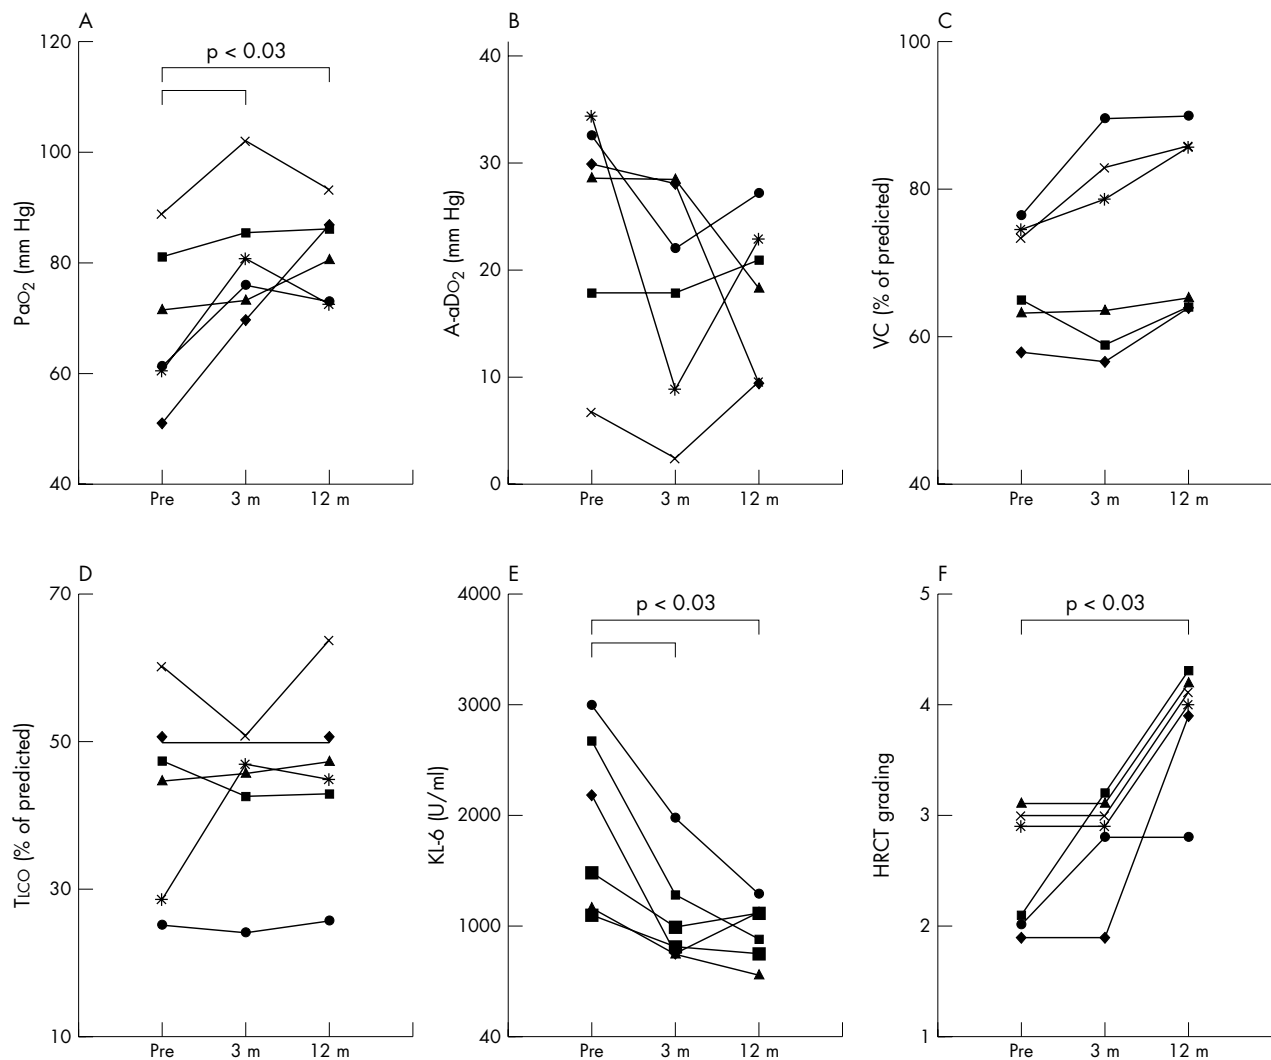 A
120
100
80
60
40
PaO2 (mm Hg)
p < 0.03
Pre 3 m 12 m
B
40
30
20
10
0
A-aDO2 (mm Hg)
Pre 3 m 12 m
C
100
80
60
40
VC (% of predicted)
Pre 3 m 12 m
D
70
50
30
10
TLCO (% of predicted)
Pre 3 m 12 m
E
4000
3000
2000
1000
40
KL-6 (U/ml)
p < 0.03
Pre 3 m 12 m
F
5
4
3
2
1
HRCT grading
p < 0.03
Pre 3 m 12 m